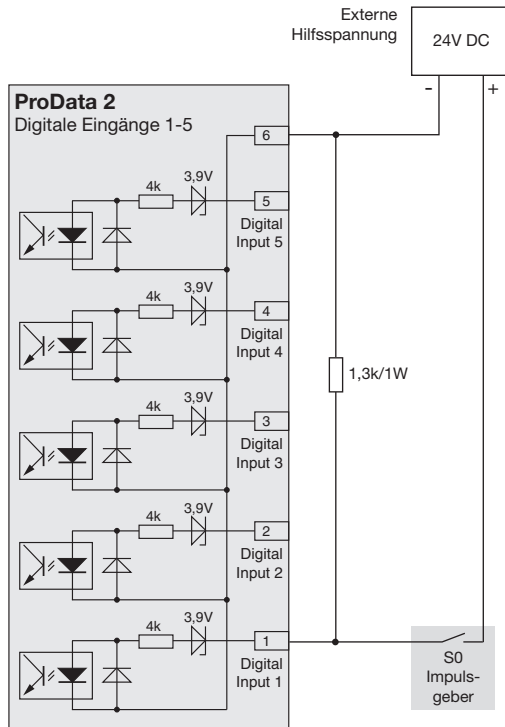 Externe
Hilfsspannung
24V DC
- +
ProData 2
Digitale Eingänge 1-5
6
4k 3,9V
5
Digital
Input 5
4k 3,9V
4
Digital
Input 4
1,3k/1W
4k 3,9V
3
Digital
Input 3
4k 3,9V
2
Digital
Input 2
4k 3,9V
1
Digital
Input 1
S0
Impuls-
geber